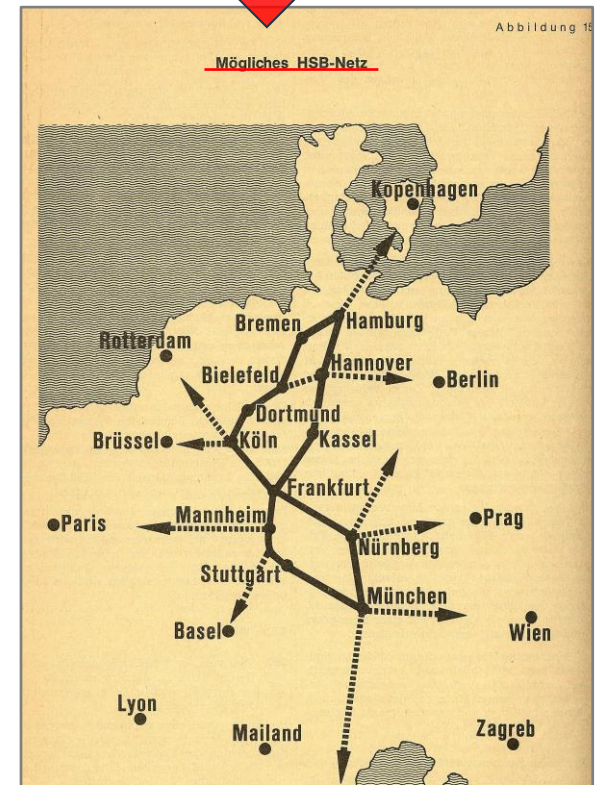 Abbildung 15
Mögliches HSB-Netz
Kopenhagen
Bremen
Hamburg
Rotterdam
Hannover
Bielefeld
Berlin
Dortmund
Brüssel
Köln
Kassel
Frankfurt
Mannheim
Paris
Prag
Nürnberg
Stuttgart
München
Basel
Wien
Lyon
Mailand
Zagreb